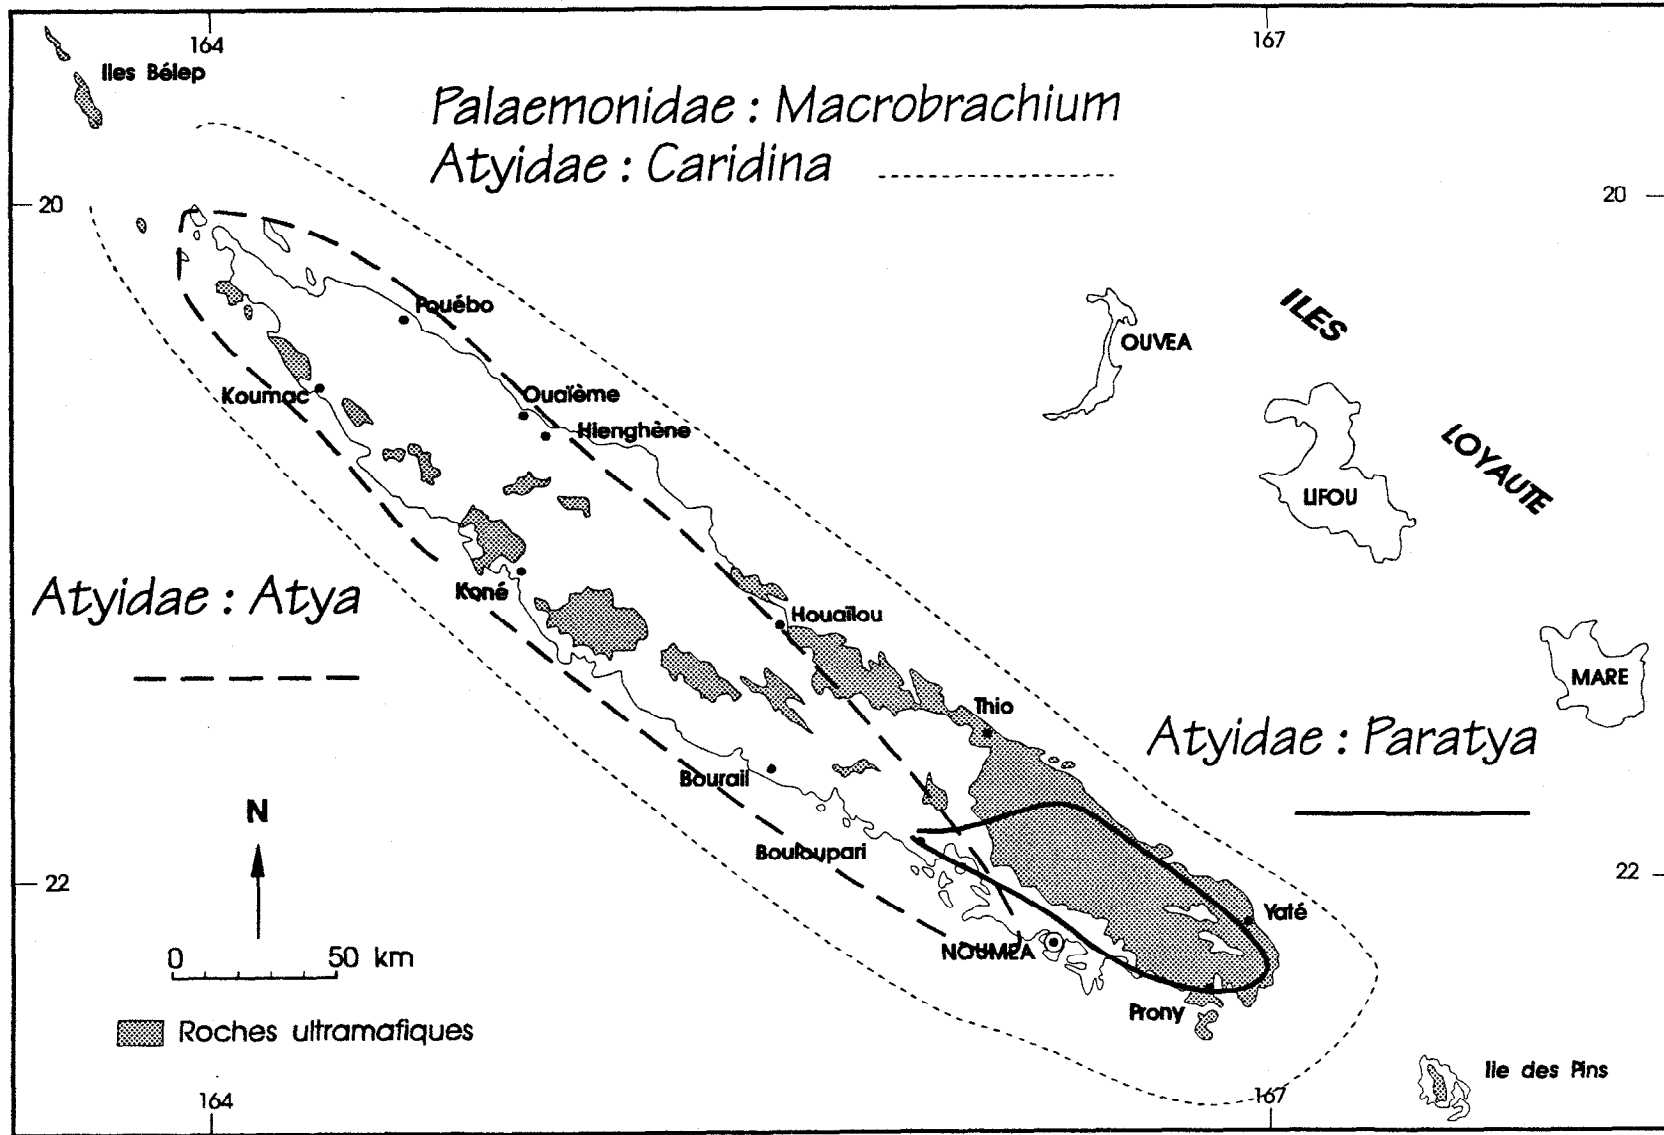 164
167
Iles Bélep
Palaemonidae : Macrobrachium
Atyidae : Caridina
20
20
Pouébo
ILES
OUVEA
Koumac
Ouaïème
Hienghène
LOYAUTE
LIFOU
Atyidae : Atya
Koné
Houaïlou
MARE
Thio
Atyidae : Paratya
Bourail
N
Bouloupari
22
22
Yaté
NOUMEA
0 50 km
Prony
Roches ultramafiques
Ile des Pins
164
167